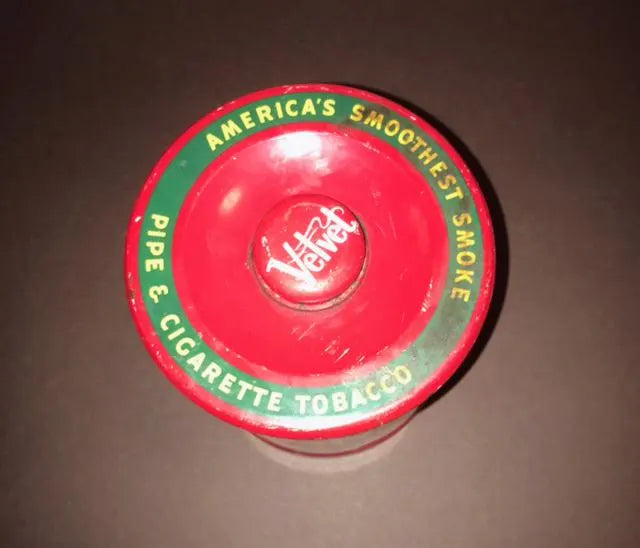 AMERICA'S SMOOTHEST SMOKE
Velvet
PIPE & CIGARETTE TOBACCO